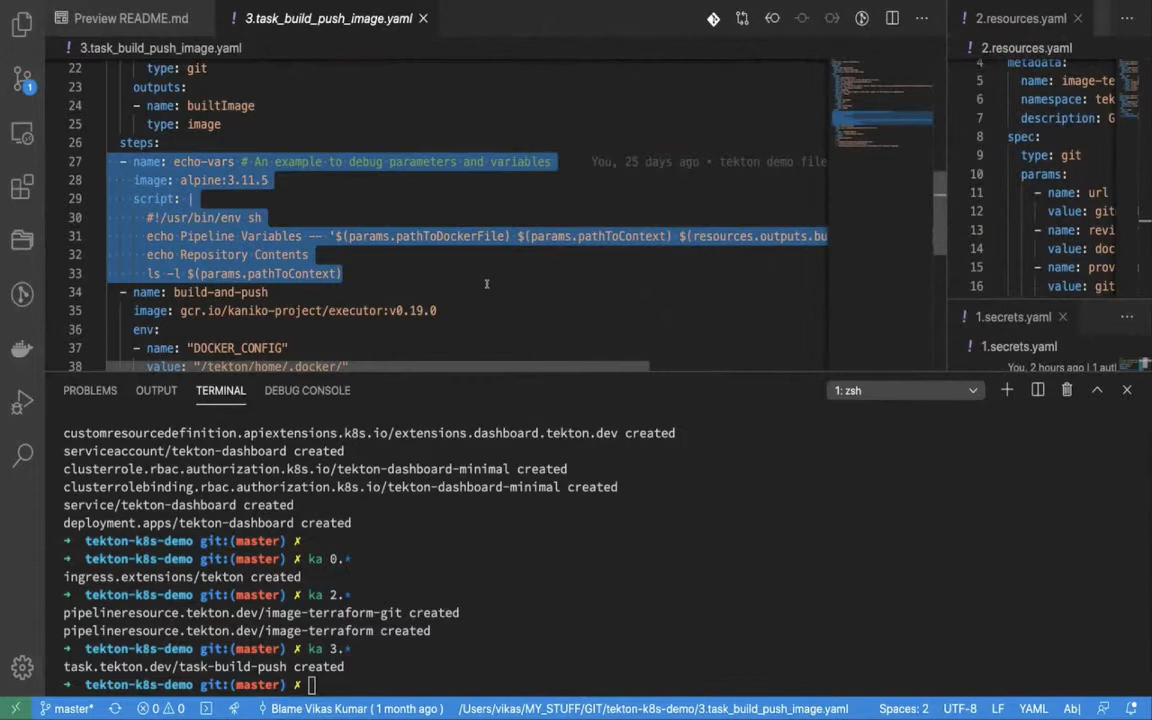 Preview README.md
3.task_build_push_image.yaml
2.resources.yaml
3.task_build_push_image.yaml
2.resources.yaml
22 type: git
23 outputs:
24 - name: builtImage
25 type: image
26 steps:
27 - name: echo-vars # An example to debug parameters and variables You, 25 days ago • tekton demo file
28 image: alpine:3.11.5
29 script: |
30 #!/usr/bin/env sh
31 echo Pipeline Variables -- '$(params.pathToDockerFile) $(params.pathToContext) $(resources.outputs.bu
32 echo Repository Contents
33 ls -l $(params.pathToContext)
34 - name: build-and-push
35 image: gcr.io/kaniko-project/executor:v0.19.0
36 env:
37 - name: "DOCKER_CONFIG"
38 value: "/tekton/home/.docker/"
4 metadata:
5 name: image-te
6 namespace: tek
7 description: G
8 spec:
9 type: git
10 params:
11 - name: url
12 value: git
13 - name: revi
14 value: doc
15 - name: prov
16 value: git
1.secrets.yaml
1.secrets.yaml
You, 2 hours ago | 1 aut
1
PROBLEMS OUTPUT TERMINAL DEBUG CONSOLE 1: zsh
customresourcedefinition.apiextensions.k8s.io/extensions.dashboard.tekton.dev created
serviceaccount/tekton-dashboard created
clusterrole.rbac.authorization.k8s.io/tekton-dashboard-minimal created
clusterrolebinding.rbac.authorization.k8s.io/tekton-dashboard-minimal created
service/tekton-dashboard created
deployment.apps/tekton-dashboard created
➜ tekton-k8s-demo git:(master) ✗
➜ tekton-k8s-demo git:(master) ✗ ka 0.*
ingress.extensions/tekton created
➜ tekton-k8s-demo git:(master) ✗ ka 2.*
pipelineresource.tekton.dev/image-terraform-git created
pipelineresource.tekton.dev/image-terraform created
➜ tekton-k8s-demo git:(master) ✗ ka 3.*
task.tekton.dev/task-build-push created
➜ tekton-k8s-demo git:(master) ✗
master* 0 0 Blame Vikas Kumar ( 1 month ago ) /Users/vikas/MY_STUFF/GIT/tekton-k8s-demo/3.task_build_push_image.yaml Spaces: 2 UTF-8 LF YAML Ab|